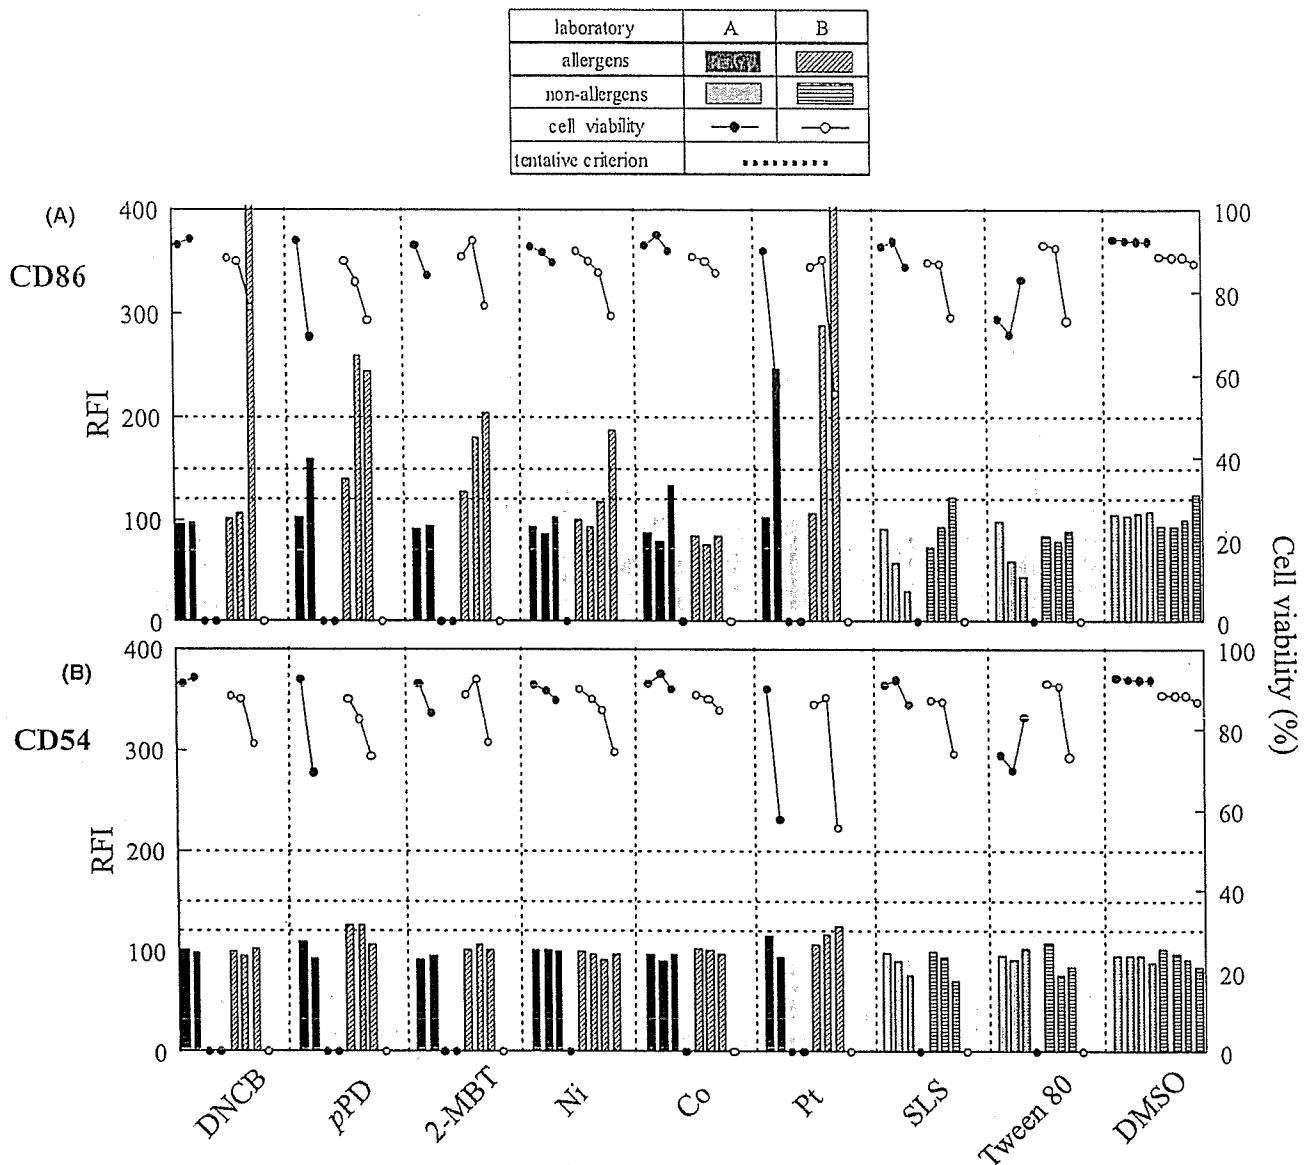 laboratory A B
allergens
non-allergens
cell viability
tentative criterion
(A)
CD86
400
300
200
100
0
RFI
100
80
60
40
20
0
(B)
CD54
400
300
200
100
0
RFI
100
80
60
40
20
0
Cell viability (%)
DNCB
pPD
2-MBT
Ni
Co
Pt
SLS
Tween 80
DMSO